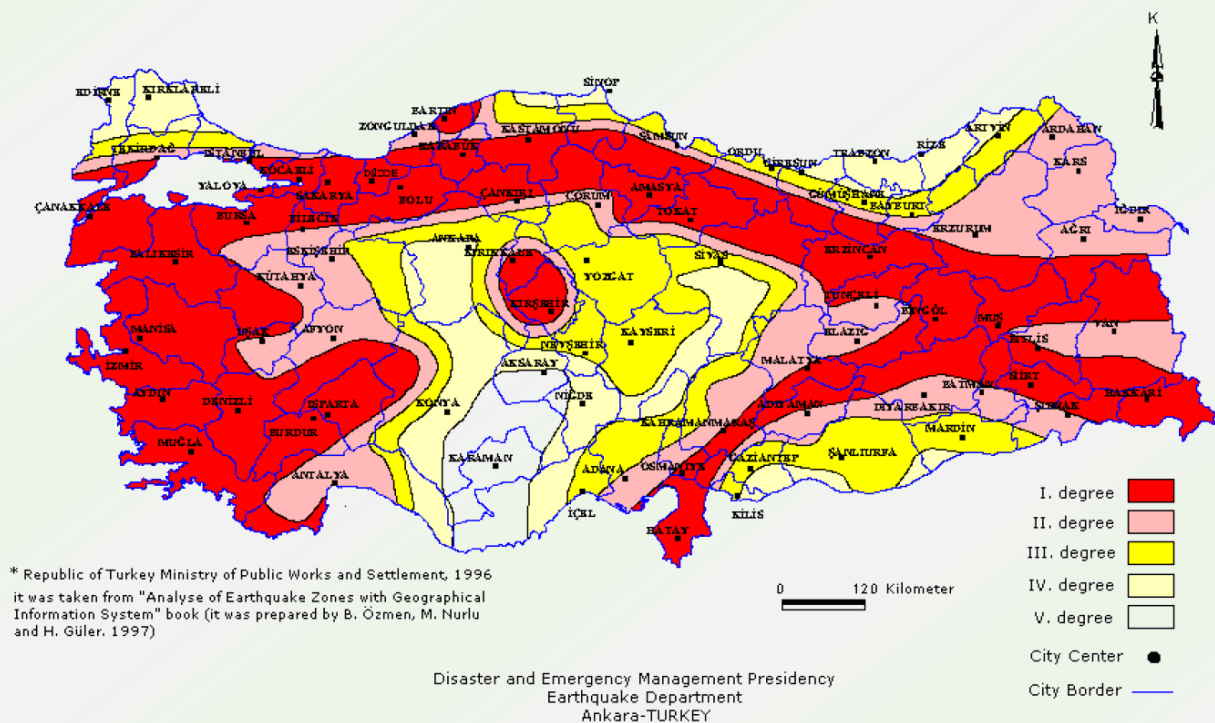 K
SİNOP
EDİRNE
KIRKLARELİ
BARTIN
ZONGULDAK
KASTAMONU
SAMSUN
ARTVİN
ARDAHAN
TEKİRDAĞ
İSTANBUL
KARABUK
ORDU
GİRESUN
TRABZON
RİZE
KARS
KOCAELİ
YALOVA
SAKARYA
DÜZCE
BOLU
ÇANKIRI
ÇORUM
AMASYA
TOKAT
GÜMÜŞHANE
BAYBURT
ÇANAKKALE
BURSA
BİLECİK
ERZURUM
IĞDIR
AĞRI
BALIKESİR
ESKİŞEHİR
ANKARA
KIRIKKALE
YOZGAT
SİVAS
ERZİNCAN
KÜTAHYA
KIRŞEHİR
TUNCELİ
BİNGÖL
MUŞ
VAN
MANİSA
UŞAK
AFYON
KAYSERİ
NEVŞEHİR
ELAZIG
BİTLİS
İZMİR
AKSARAY
MALATYA
SİİRT
AYDIN
DENİZLİ
ISPARTA
KONYA
NİĞDE
ADIYAMAN
BATMAN
HAKKARİ
DIYARBAKIR
ŞIRNAK
BURDUR
KAHRAMANMARAŞ
MARDİN
MUĞLA
KARAMAN
ADANA
OSMANİYE
GAZİANTEP
ŞANLIURFA
ANTALYA
İÇEL
KİLİS
HATAY
I. degree
II. degree
III. degree
IV. degree
V. degree
City Center
City Border
0 120 Kilometer
* Republic of Turkey Ministry of Public Works and Settlement, 1996
it was taken from "Analyse of Earthquake Zones with Geographical
Information System" book (it was prepared by B. Özmen, M. Nurlu
and H. Güler. 1997)
Disaster and Emergency Management Presidency
Earthquake Department
Ankara-TURKEY